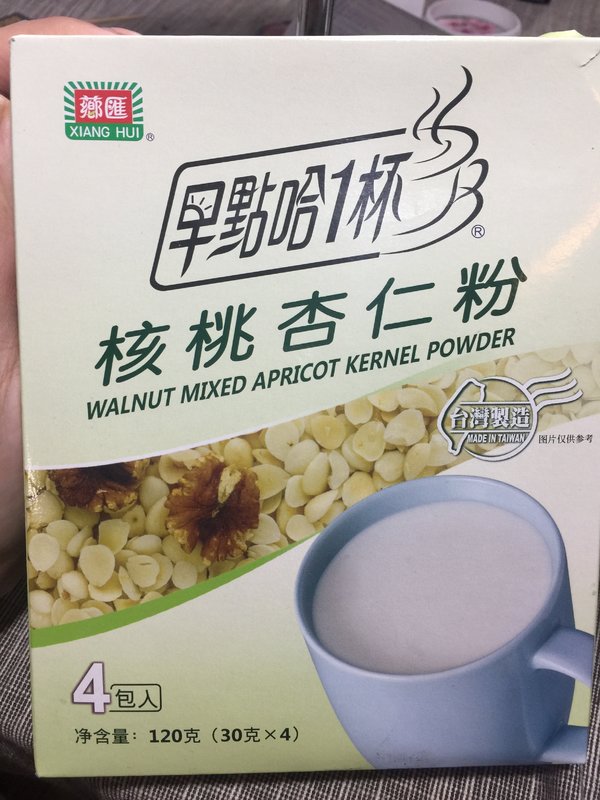 薌匯
XIANG HUI®
早點哈1杯®
核桃杏仁粉
WALNUT MIXED APRICOT KERNEL POWDER
台灣製造
MADE IN TAIWAN
图片仅供参考
4包入
净含量：120克（30克×4）